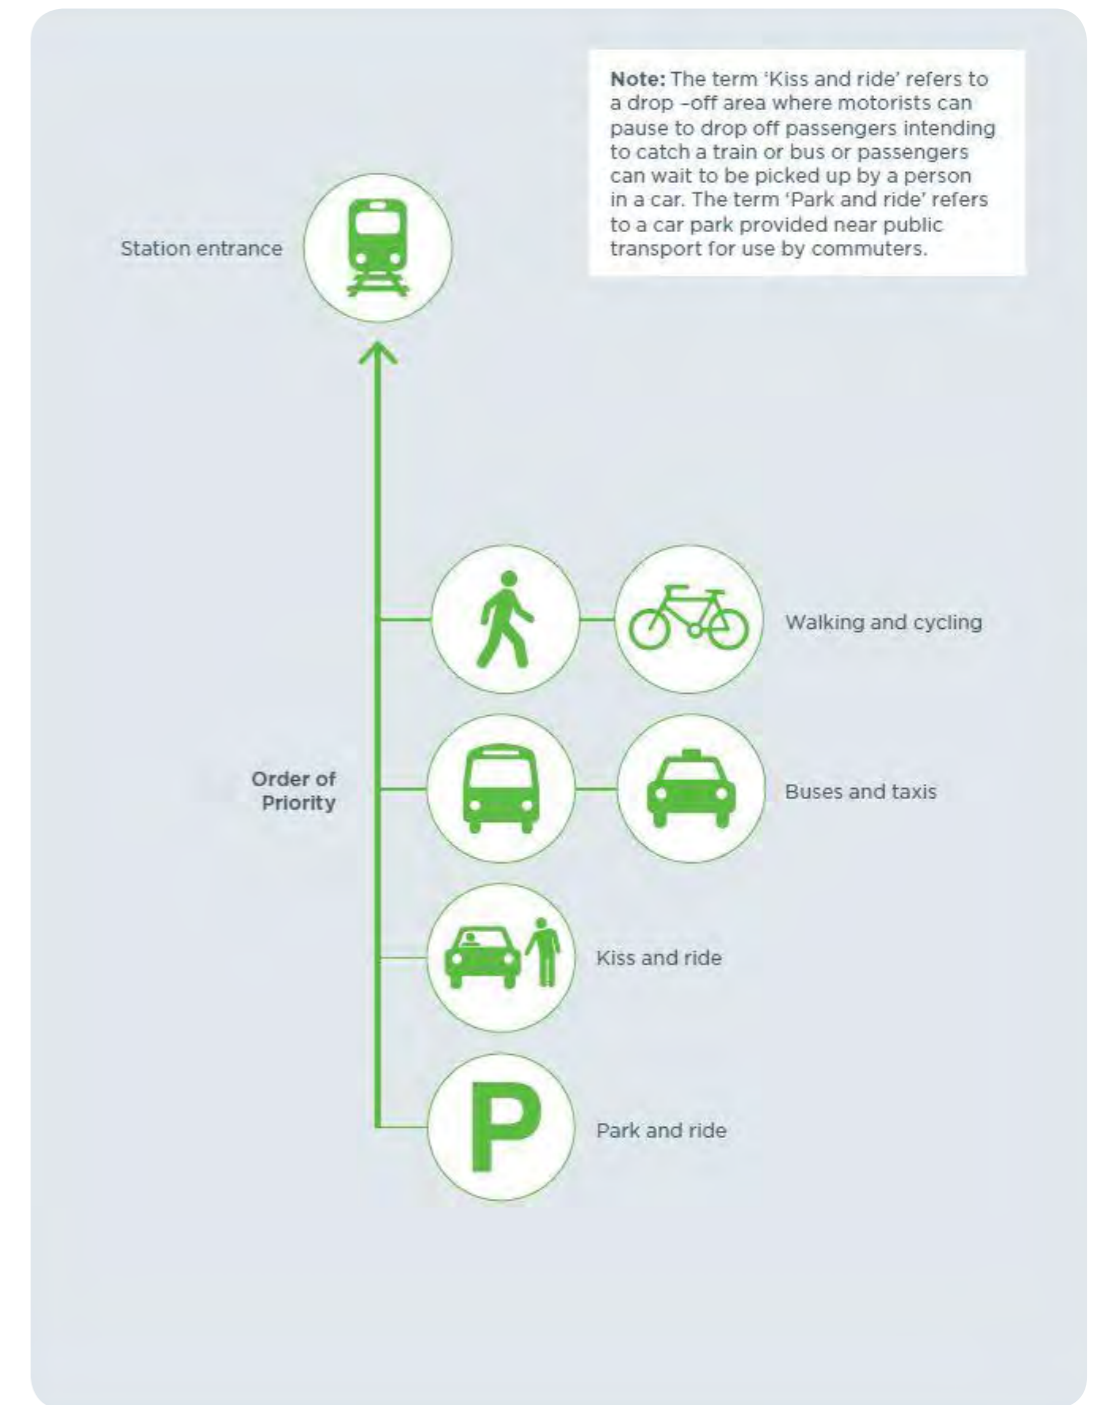 Note: The term ‘Kiss and ride’ refers to
a drop –off area where motorists can
pause to drop off passengers intending
to catch a train or bus or passengers
can wait to be picked up by a person
in a car. The term ‘Park and ride’ refers
to a car park provided near public
transport for use by commuters.
Station entrance
Walking and cycling
Order of
Priority
Buses and taxis
Kiss and ride
P
Park and ride